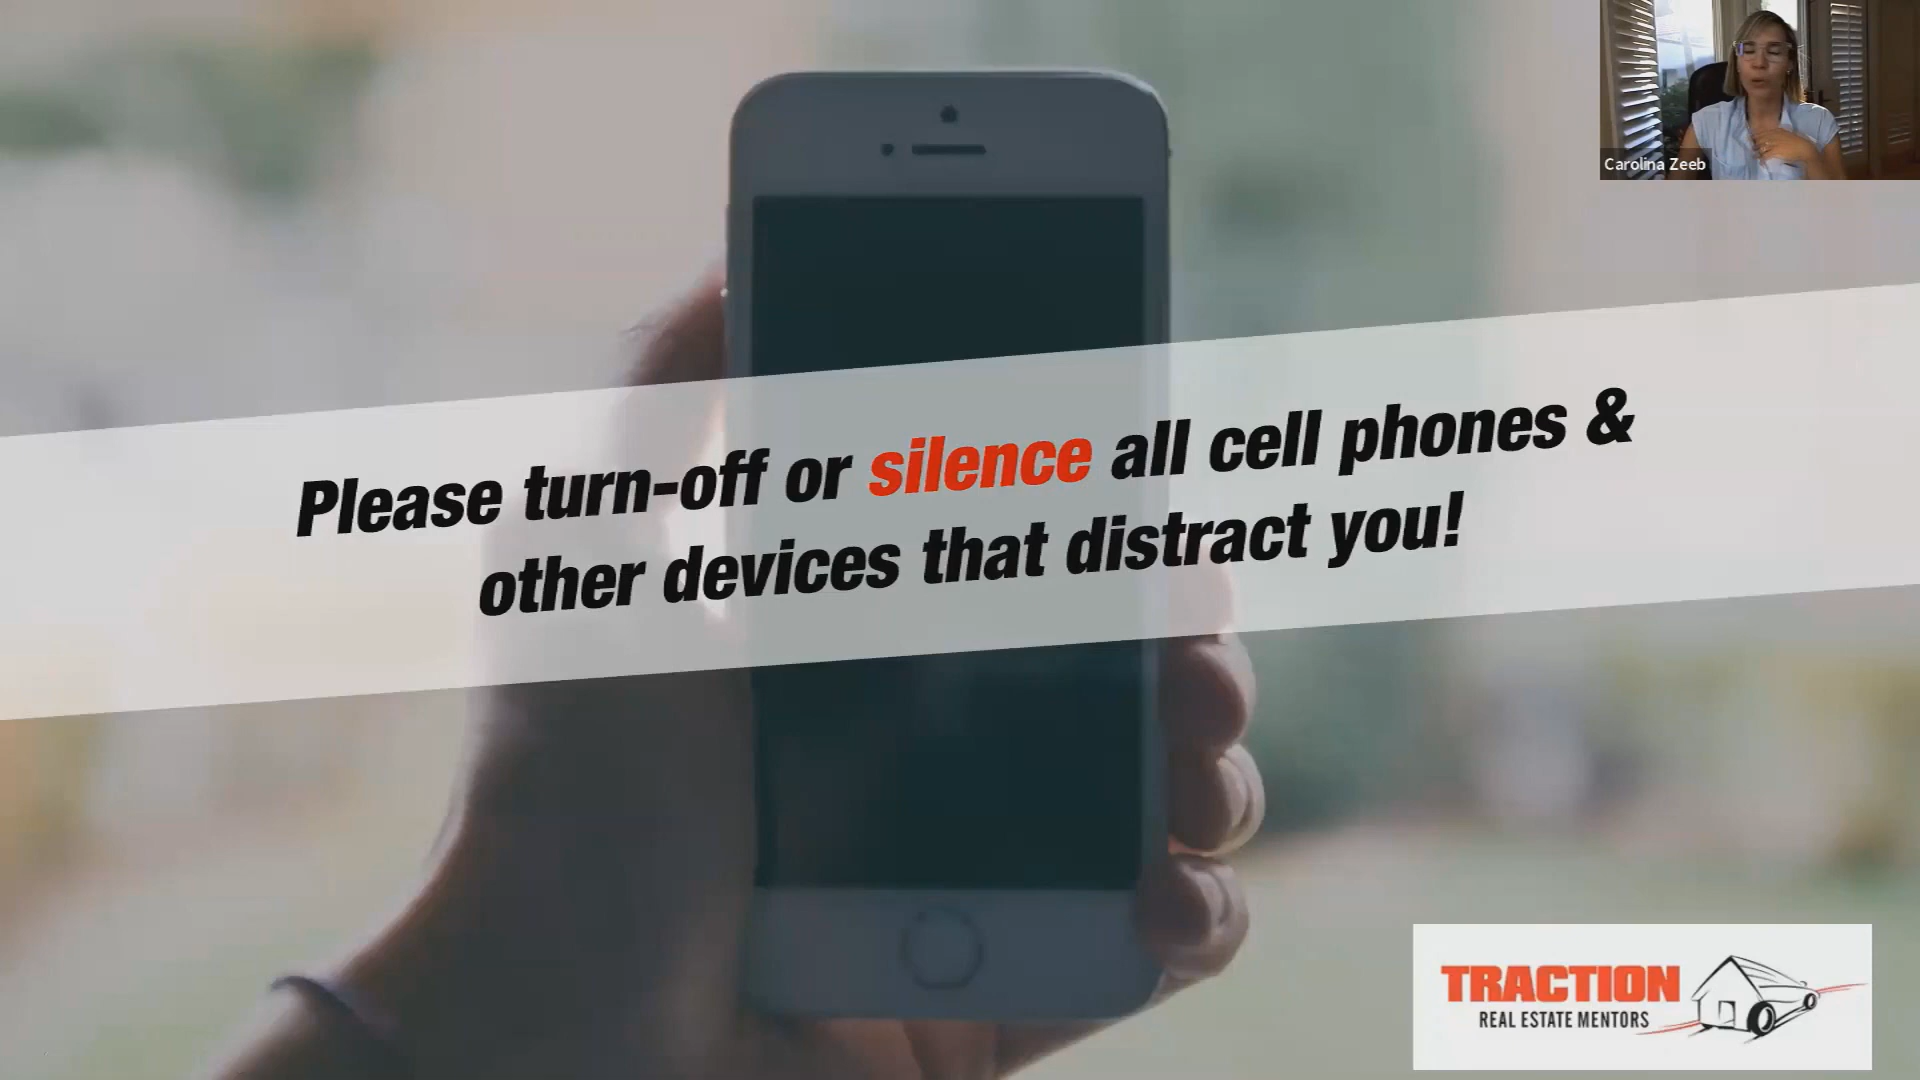 Carolina Zeeb
Please turn-off or silence all cell phones &
other devices that distract you!
TRACTION
REAL ESTATE MENTORS